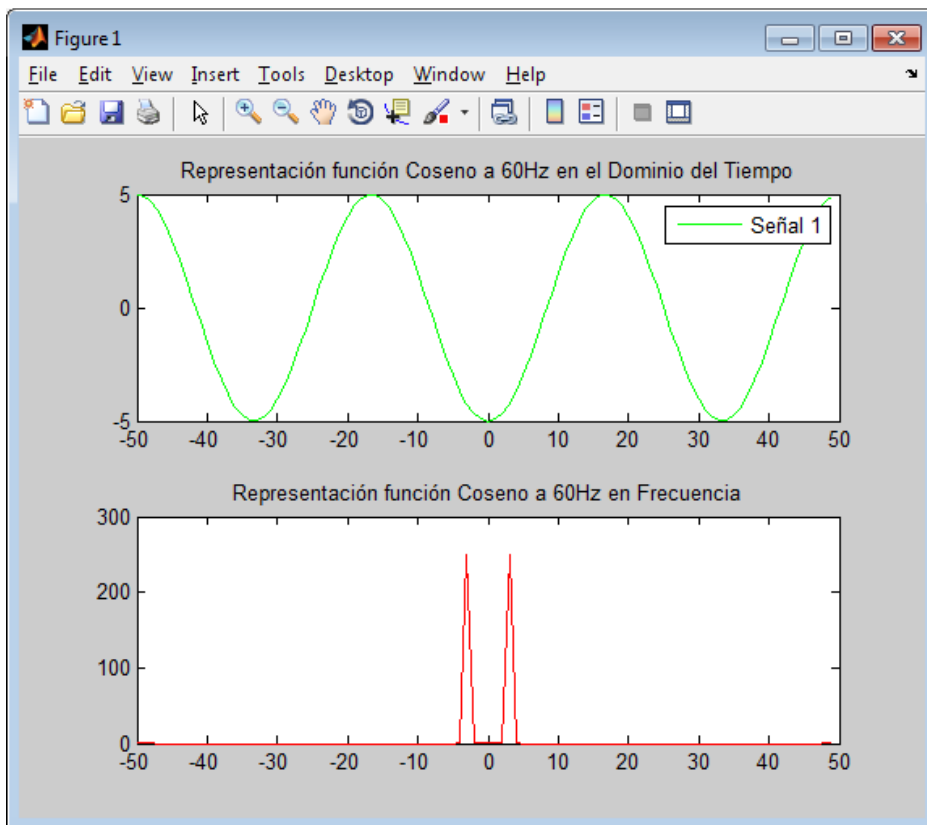 Figure 1
File Edit View Insert Tools Desktop Window Help
Representación función Coseno a 60Hz en el Dominio del Tiempo
5
Señal 1
0
-5
-50 -40 -30 -20 -10 0 10 20 30 40 50
Representación función Coseno a 60Hz en Frecuencia
300
200
100
0
-50 -40 -30 -20 -10 0 10 20 30 40 50